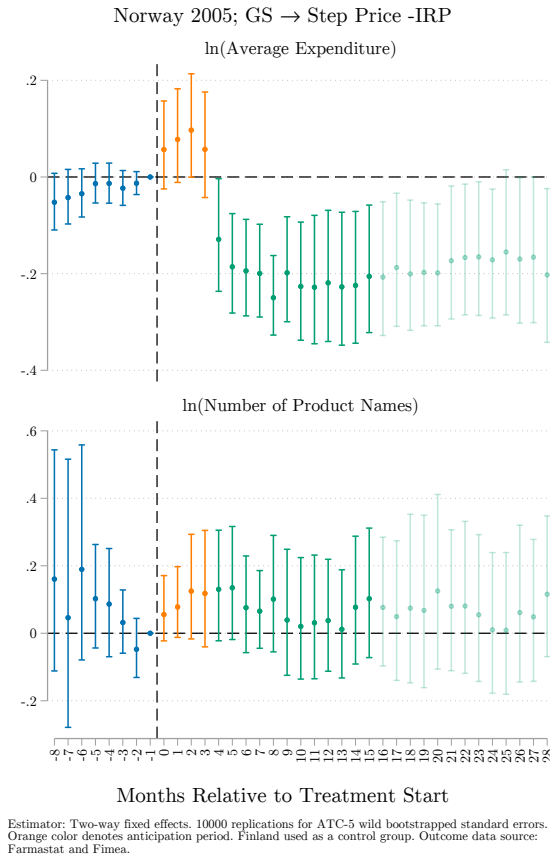 Norway 2005; GS → Step Price -IRP
ln(Average Expenditure)
.2
0
-.2
-.4
ln(Number of Product Names)
.6
.4
.2
0
-.2
-8 -7 -6 -5 -4 -3 -2 -1 0 1 2 3 4 5 6 7 8 9 10 11 12 13 14 15 16 17 18 19 20 21 22 23 24 25 26 27 28
Months Relative to Treatment Start
Estimator: Two-way fixed effects. 10000 replications for ATC-5 wild bootstrapped standard errors.
Orange color denotes anticipation period. Finland used as a control group. Outcome data source:
Farmastat and Fimea.